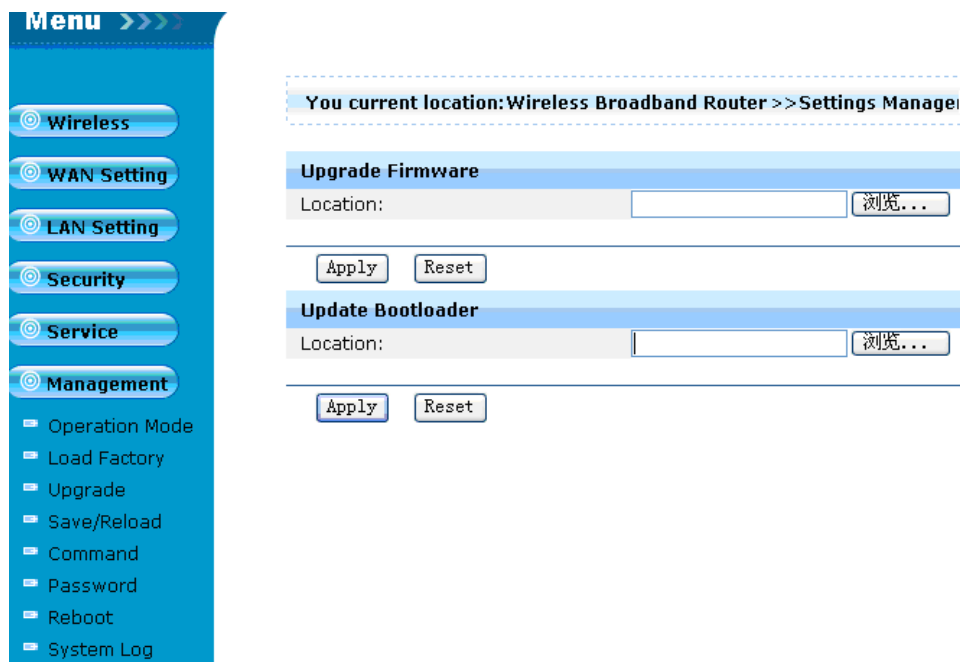 Menu >>>>
Wireless
WAN Setting
LAN Setting
Security
Service
Management
Operation Mode
Load Factory
Upgrade
Save/Reload
Command
Password
Reboot
System Log
You current location:Wireless Broadband Router >>Settings Manage
Upgrade Firmware
Location: 浏览...
Apply Reset
Update Bootloader
Location: 浏览...
Apply Reset